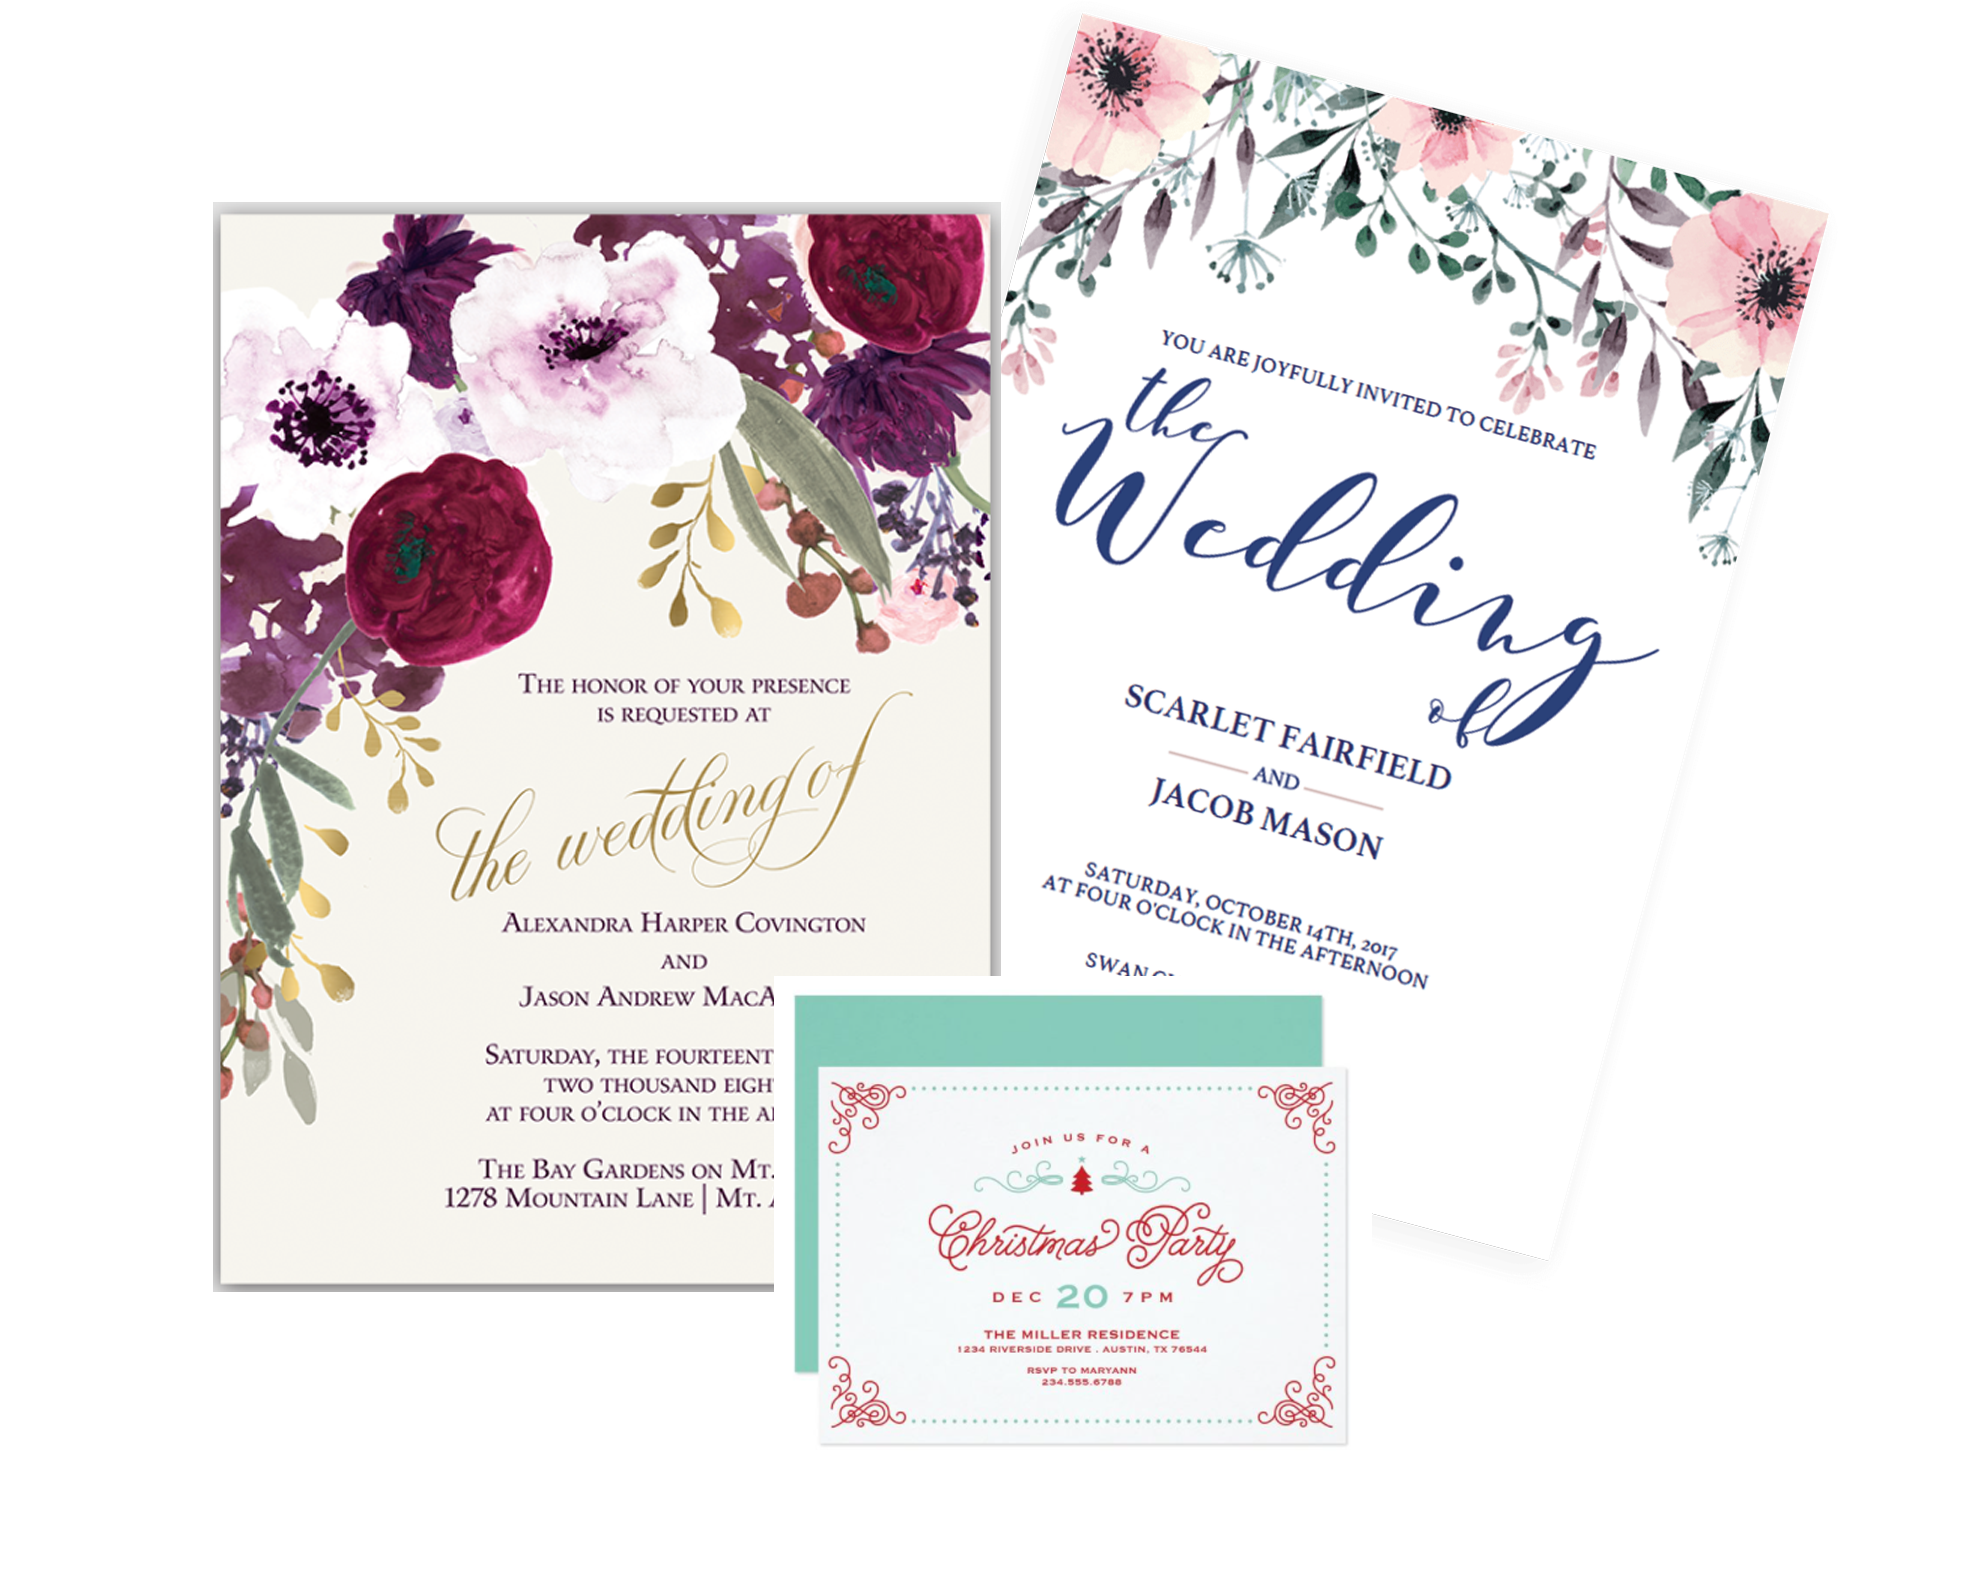 THE HONOR OF YOUR PRESENCE
IS REQUESTED AT
the wedding of
ALEXANDRA HARPER COVINGTON
AND
JASON ANDREW
SATURDAY, THE
TWO THOUSAND
AT FOUR O'CLOCK IN THE
THE BAY GARDENS ON MT.
1278 MOUNTAIN LANE | MT.
YOU ARE JOYFULLY INVITED TO CELEBRATE
the
Wedding
of
SCARLET FAIRFIELD
AND
JACOB MASON
SATURDAY, OCTOBER 14TH, 2017
AT FOUR O'CLOCK IN THE AFTERNOON
JOIN US FOR A
Christmas Party
DEC 20 7PM
THE MILLER RESIDENCE
1234 RIVERSIDE DRIVE . AUSTIN, TX 76544
RSVP TO MARYANN
234.555.6788